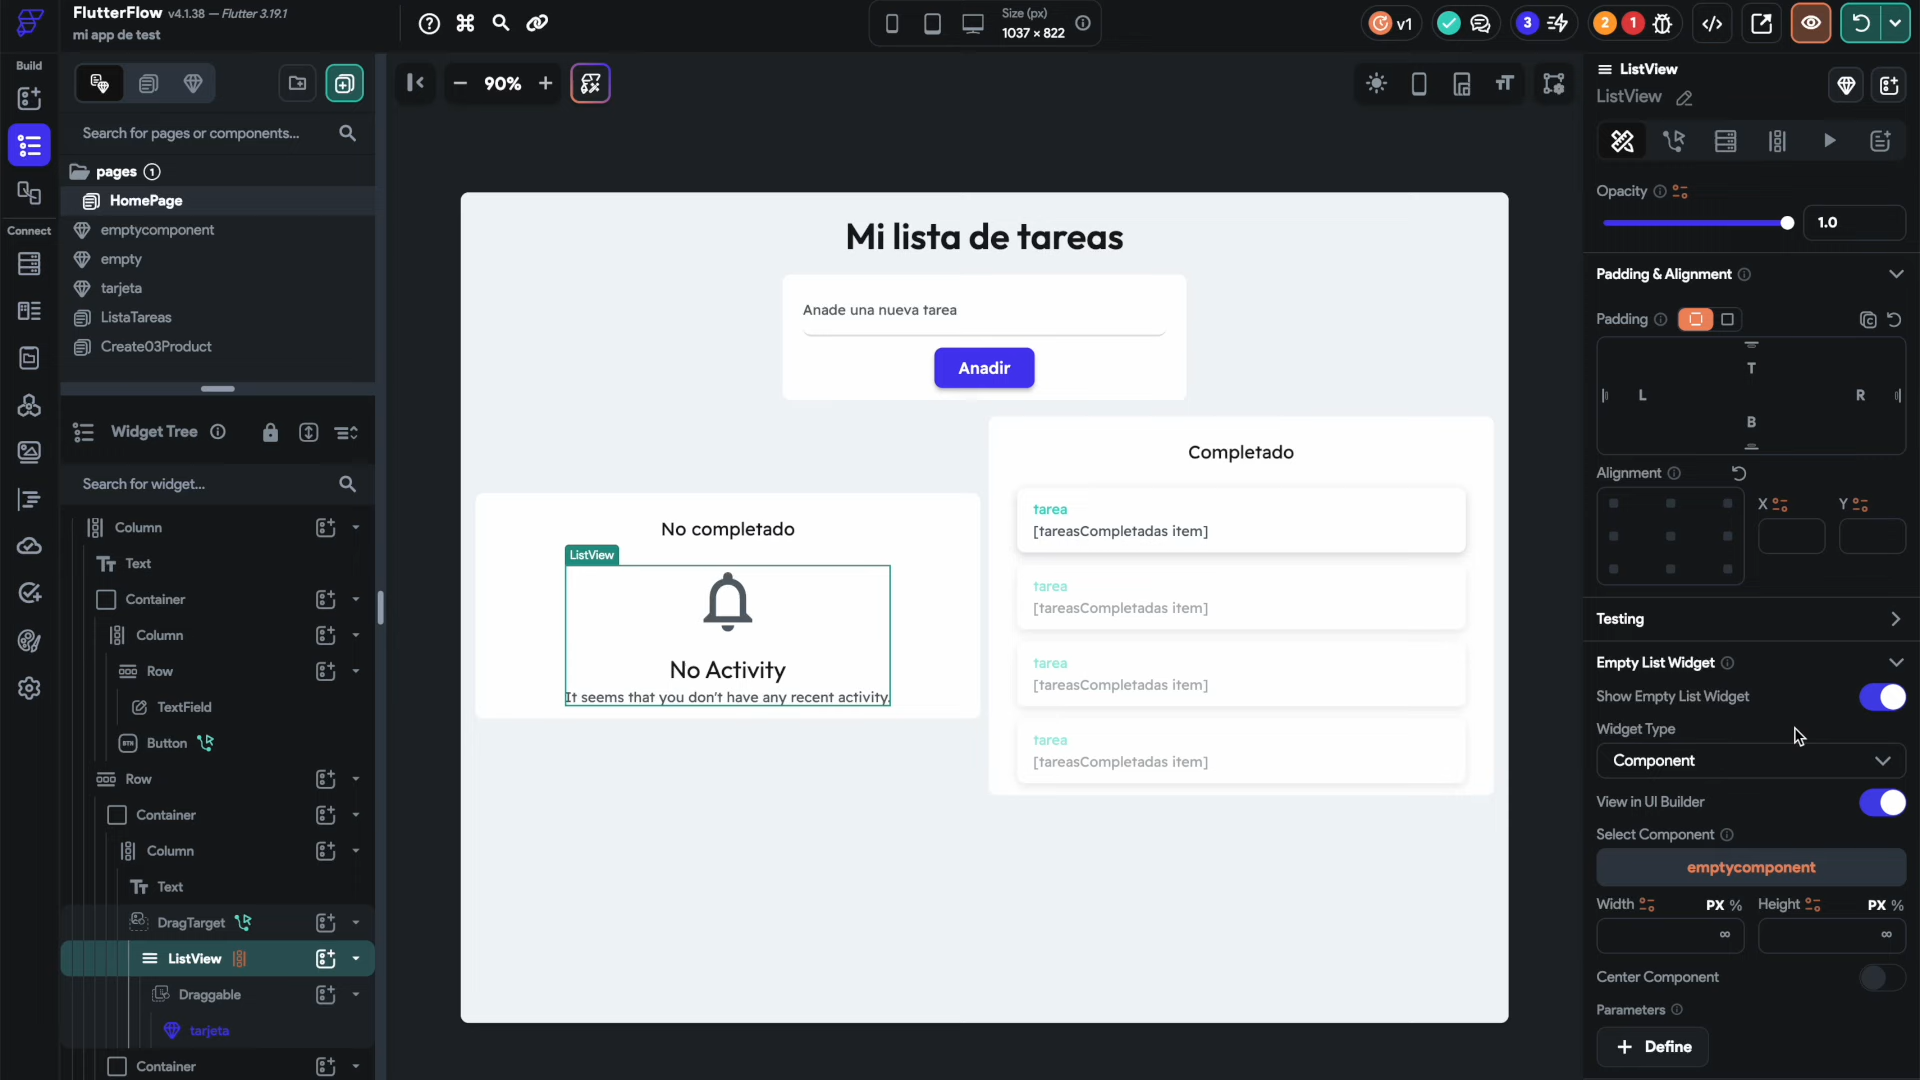 FlutterFlow v4.1.38 – Flutter 3.19.1
mi app de test
Size (px)
1037 × 822
v1
3
2
1
Build
Connect
90%
Search for pages or components...
pages 1
HomePage
emptycomponent
empty
tarjeta
ListaTareas
Create03Product
Widget Tree
Search for widget...
Column
Text
Container
Column
Row
TextField
BTN Button
Row
Container
Column
Text
DragTarget
ListView
Draggable
tarjeta
Container
Mi lista de tareas
Anade una nueva tarea
Anadir
No completado
ListView
No Activity
It seems that you don't have any recent activity.
Completado
tarea
[tareasCompletadas item]
tarea
[tareasCompletadas item]
tarea
[tareasCompletadas item]
tarea
[tareasCompletadas item]
ListView
ListView
Opacity
1.0
Padding & Alignment
Padding
T
L R
B
Alignment
X Y
Testing
Empty List Widget
Show Empty List Widget
Widget Type
Component
View in UI Builder
Select Component
emptycomponent
Width PX % Height PX %
∞ ∞
Center Component
Parameters
+ Define